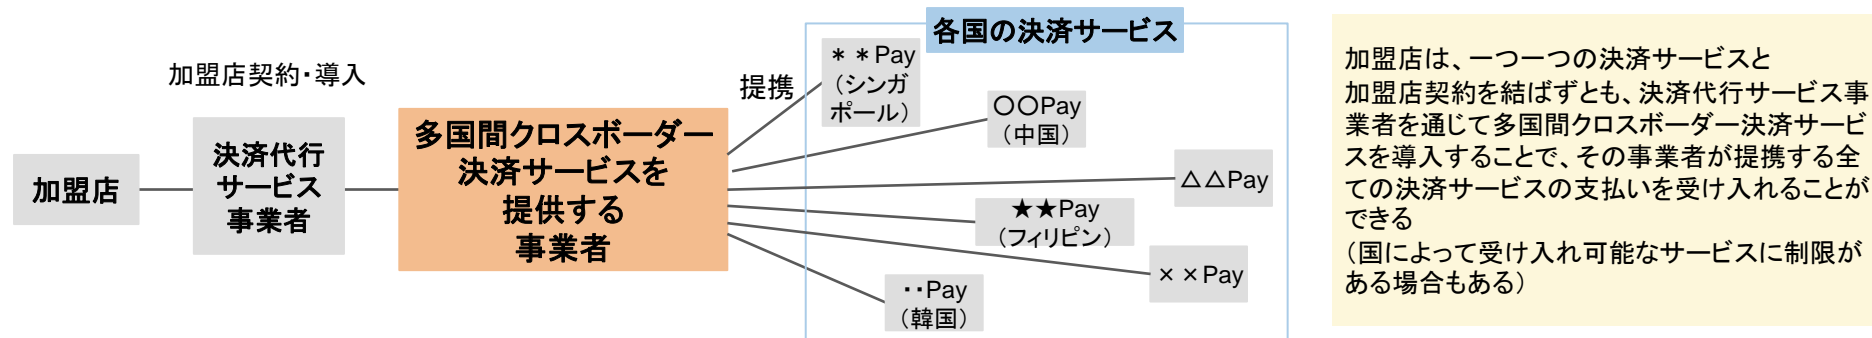 加盟店契約・導入
加盟店
決済代行
サービス
事業者
多国間クロスボーダー
決済サービスを
提供する
事業者
提携
各国の決済サービス
＊＊Pay
（シンガ
ポール）
〇〇Pay
（中国）
△△Pay
★★Pay
（フィリピン）
××Pay
・・Pay
（韓国）
加盟店は、一つ一つの決済サービスと
加盟店契約を結ばずとも、決済代行サービス事
業者を通じて多国間クロスボーダー決済サービ
スを導入することで、その事業者が提携する全
ての決済サービスの支払いを受け入れることが
できる
（国によって受け入れ可能なサービスに制限が
ある場合もある）